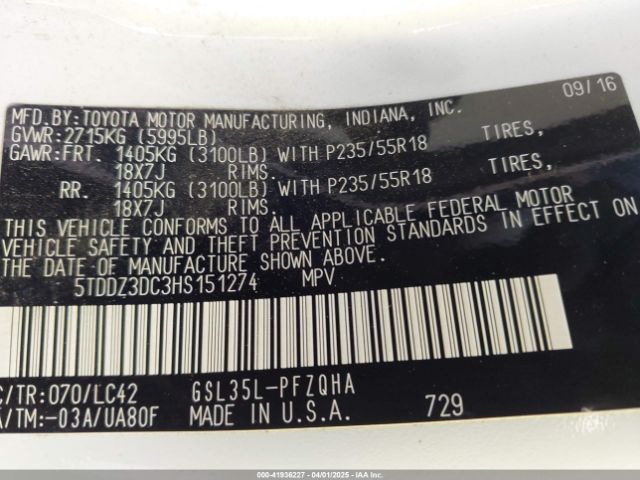 09/16
MFD.BY:TOYOTA MOTOR MANUFACTURING, INDIANA, INC.
GVWR:2715KG (5995LB)
GAWR:FRT. 1405KG (3100LB) WITH P235/55R18 TIRES,
18X7J RIMS.
RR. 1405KG (3100LB) WITH P235/55R18 TIRES,
18X7J RIMS.
THIS VEHICLE CONFORMS TO ALL APPLICABLE FEDERAL MOTOR
VEHICLE SAFETY AND THEFT PREVENTION STANDARDS IN EFFECT ON
THE DATE OF MANUFACTURE SHOWN ABOVE.
5TDDZ3DC3HS151274 MPV
C/TR:070/LC42 GSL35L-PFZQHA
A/TM:-03A/UA80F MADE IN U.S.A. 729
000-41936227 - 04/01/2025 - IAAI.COM